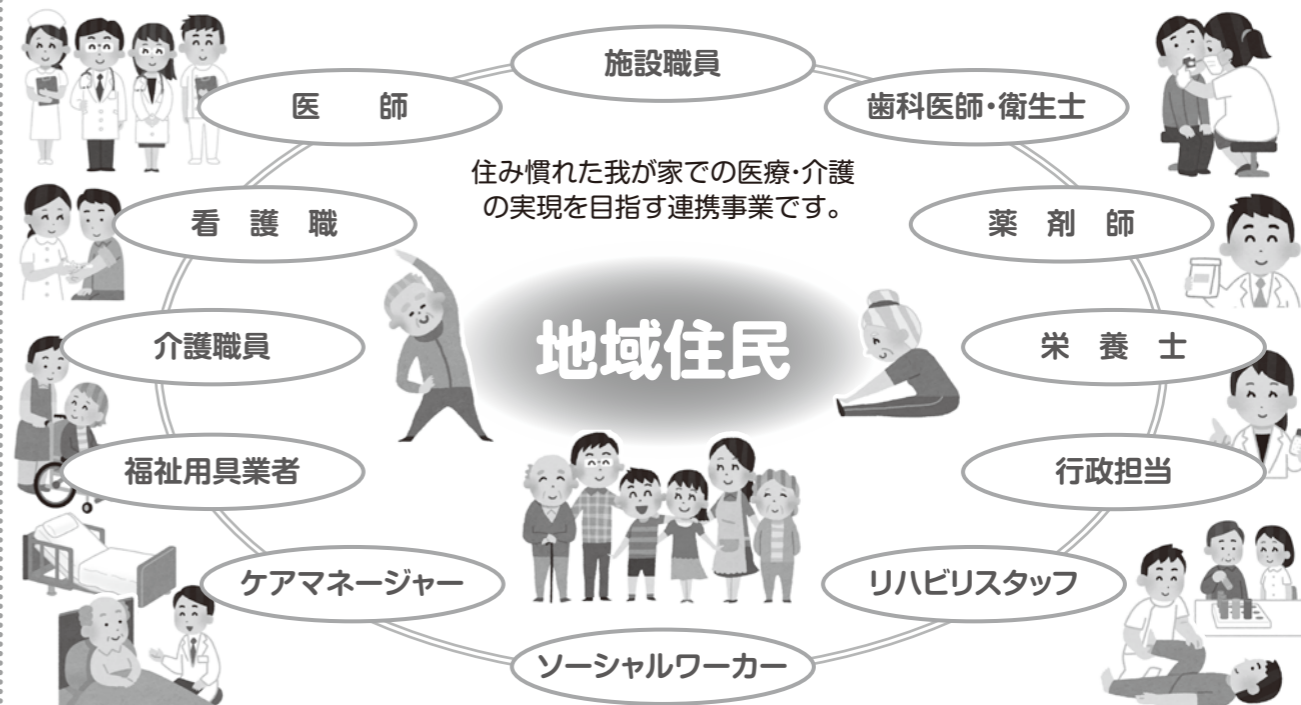 施設職員
医　　師
歯科医師・衛生士
住み慣れた我が家での医療・介護
の実現を目指す連携事業です。
看　護　職
薬　剤　師
地域住民
介護職員
栄　養　士
福祉用具業者
行政担当
ケアマネージャー
リハビリスタッフ
ソーシャルワーカー